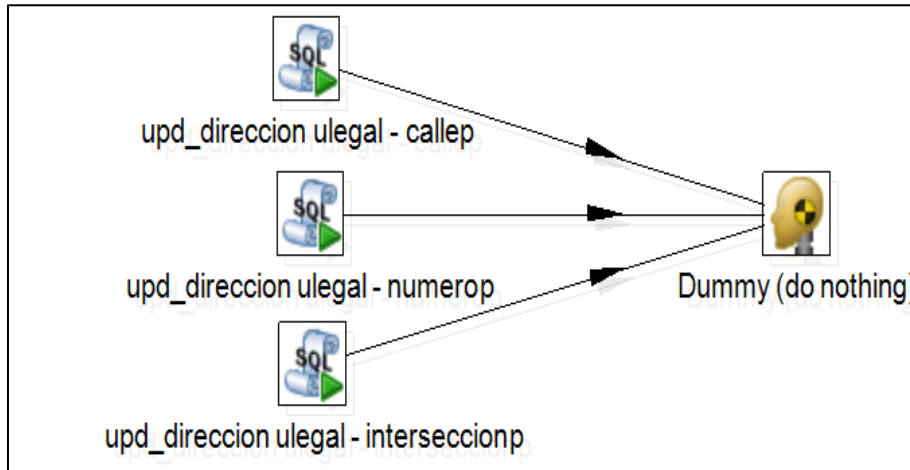 SQL
upd_direccion ulegal - callep
SQL
upd_direccion ulegal - numerop
Dummy (do nothing)
SQL
upd_direccion ulegal - interseccionp